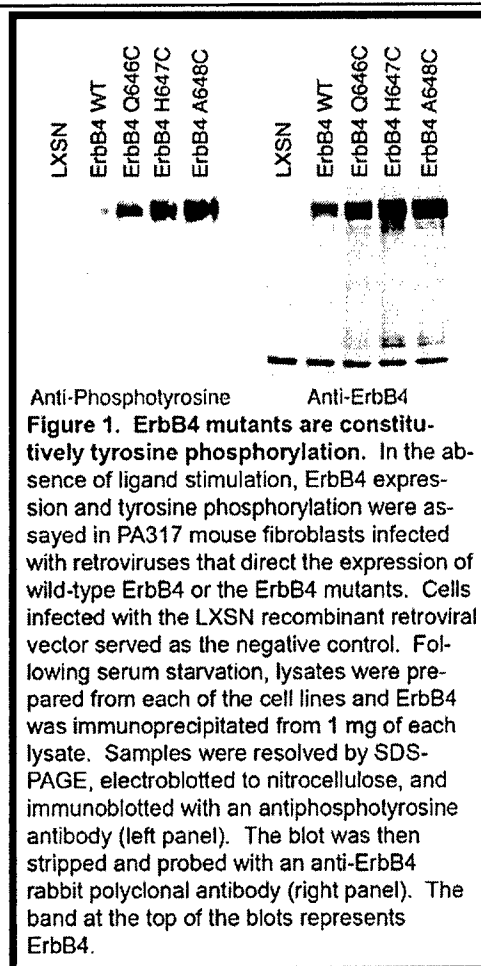 LXSN
ErbB4 WT
ErbB4 Q646C
ErbB4 H647C
ErbB4 A648C
LXSN
ErbB4 WT
ErbB4 Q646C
ErbB4 H647C
ErbB4 A648C
Anti-Phosphotyrosine Anti-ErbB4
Figure 1. ErbB4 mutants are constitu-
tively tyrosine phosphorylation. In the ab-
sence of ligand stimulation, ErbB4 expres-
sion and tyrosine phosphorylation were as-
sayed in PA317 mouse fibroblasts infected
with retroviruses that direct the expression of
wild-type ErbB4 or the ErbB4 mutants. Cells
infected with the LXSN recombinant retroviral
vector served as the negative control. Fol-
lowing serum starvation, lysates were pre-
pared from each of the cell lines and ErbB4
was immunoprecipitated from 1 mg of each
lysate. Samples were resolved by SDS-
PAGE, electroblotted to nitrocellulose, and
immunoblotted with an antiphosphotyrosine
antibody (left panel). The blot was then
stripped and probed with an anti-ErbB4
rabbit polyclonal antibody (right panel). The
band at the top of the blots represents
ErbB4.